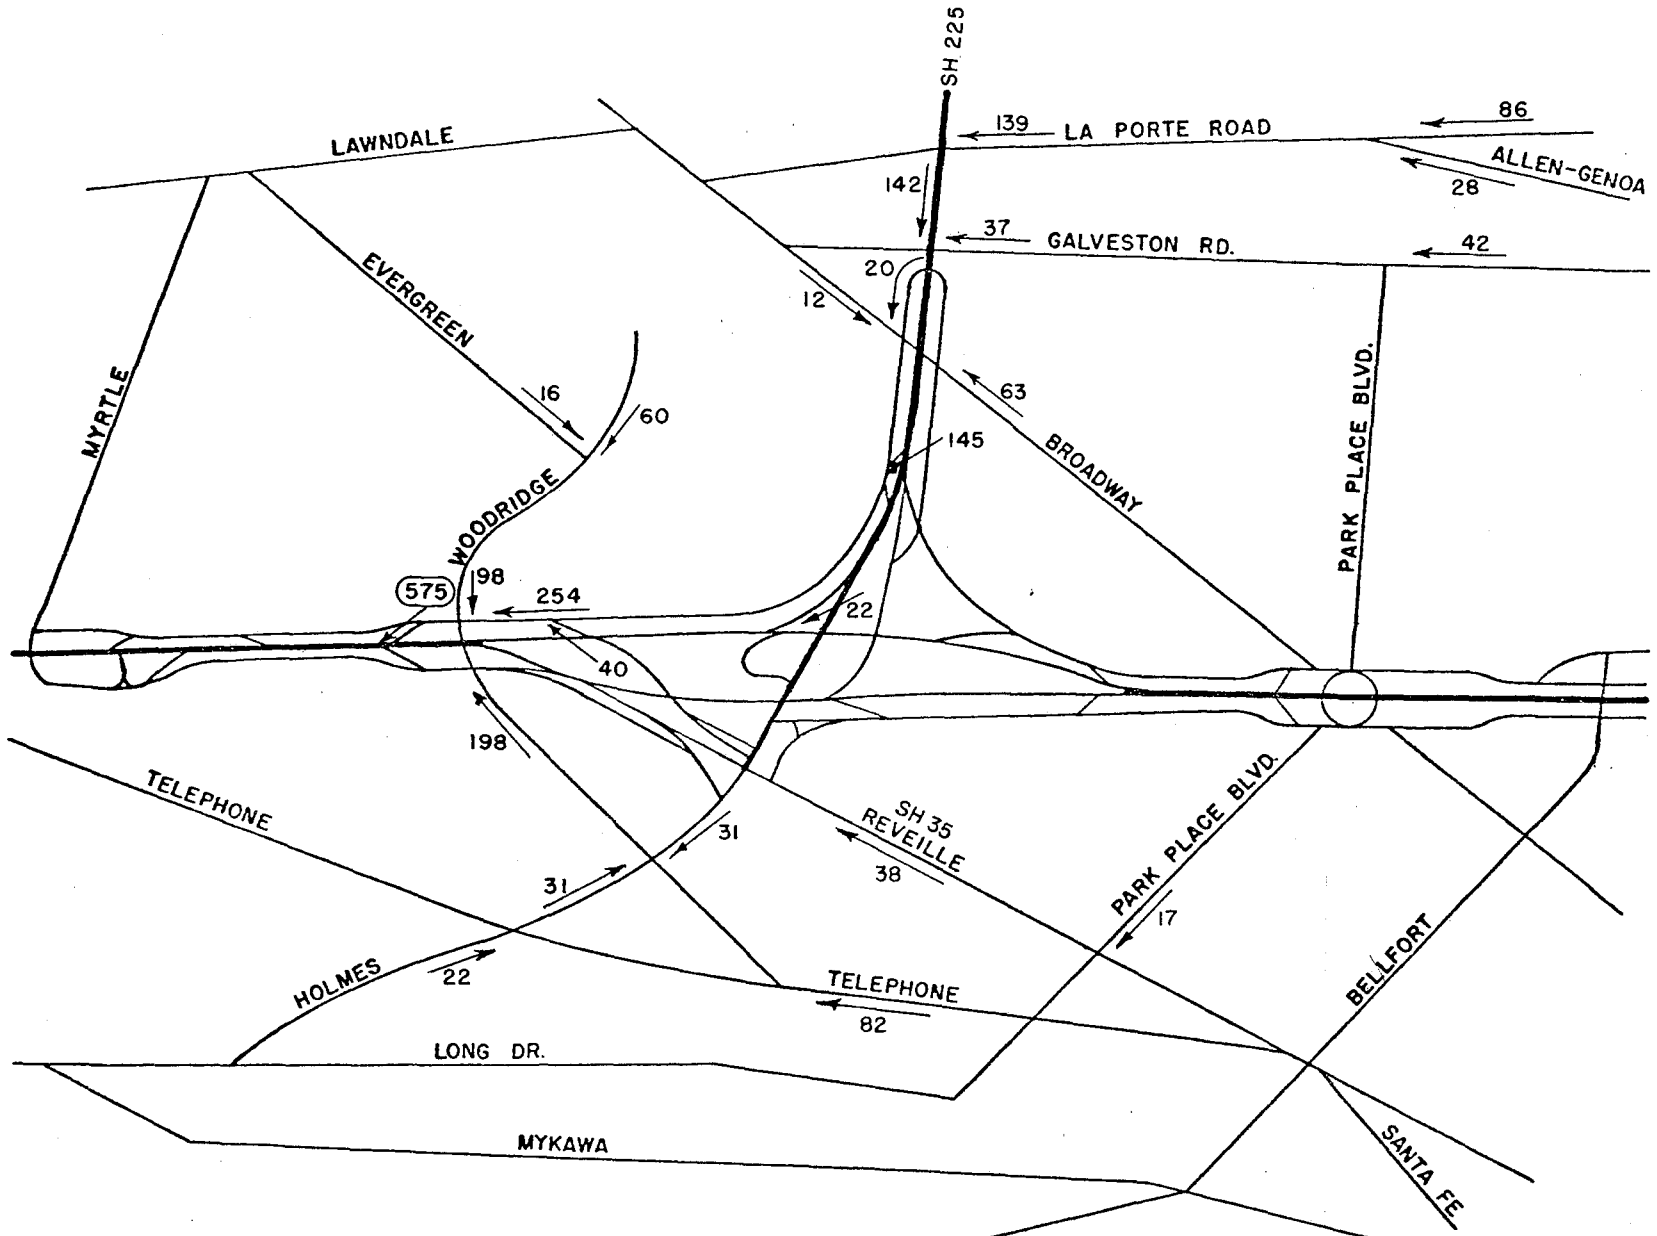 SH 225
139
LA PORTE ROAD
86
ALLEN-GENOA
28
LAWNDALE
142
37
GALVESTON RD.
42
20
12
EVERGREEN
MYRTLE
16
60
63
145
BROADWAY
PARK PLACE BLVD.
WOODRIDGE
98
575
254
22
40
198
TELEPHONE
31
31
SH 35
REVEILLE
38
PARK PLACE BLVD.
17
BELLFORT
HOLMES
22
TELEPHONE
82
LONG DR.
MYKAWA
SANTA FE